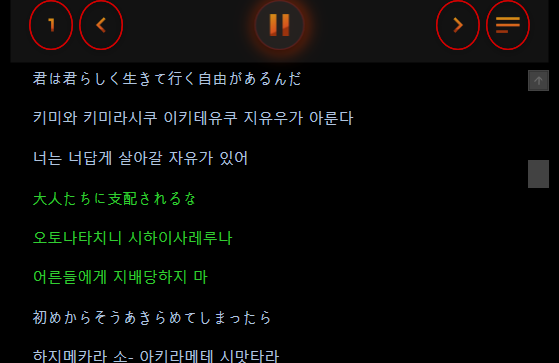 1
君は君らしく生きて行く自由があるんだ
키미와 키미라시쿠 이키테유쿠 지유우가 아룬다
너는 너답게 살아갈 자유가 있어
大人たちに支配されるな
오토나타치니 시하이사레루나
어른들에게 지배당하지 마
初めからそうあきらめてしまったら
하지메카라 소- 아키라메테 시맛타라